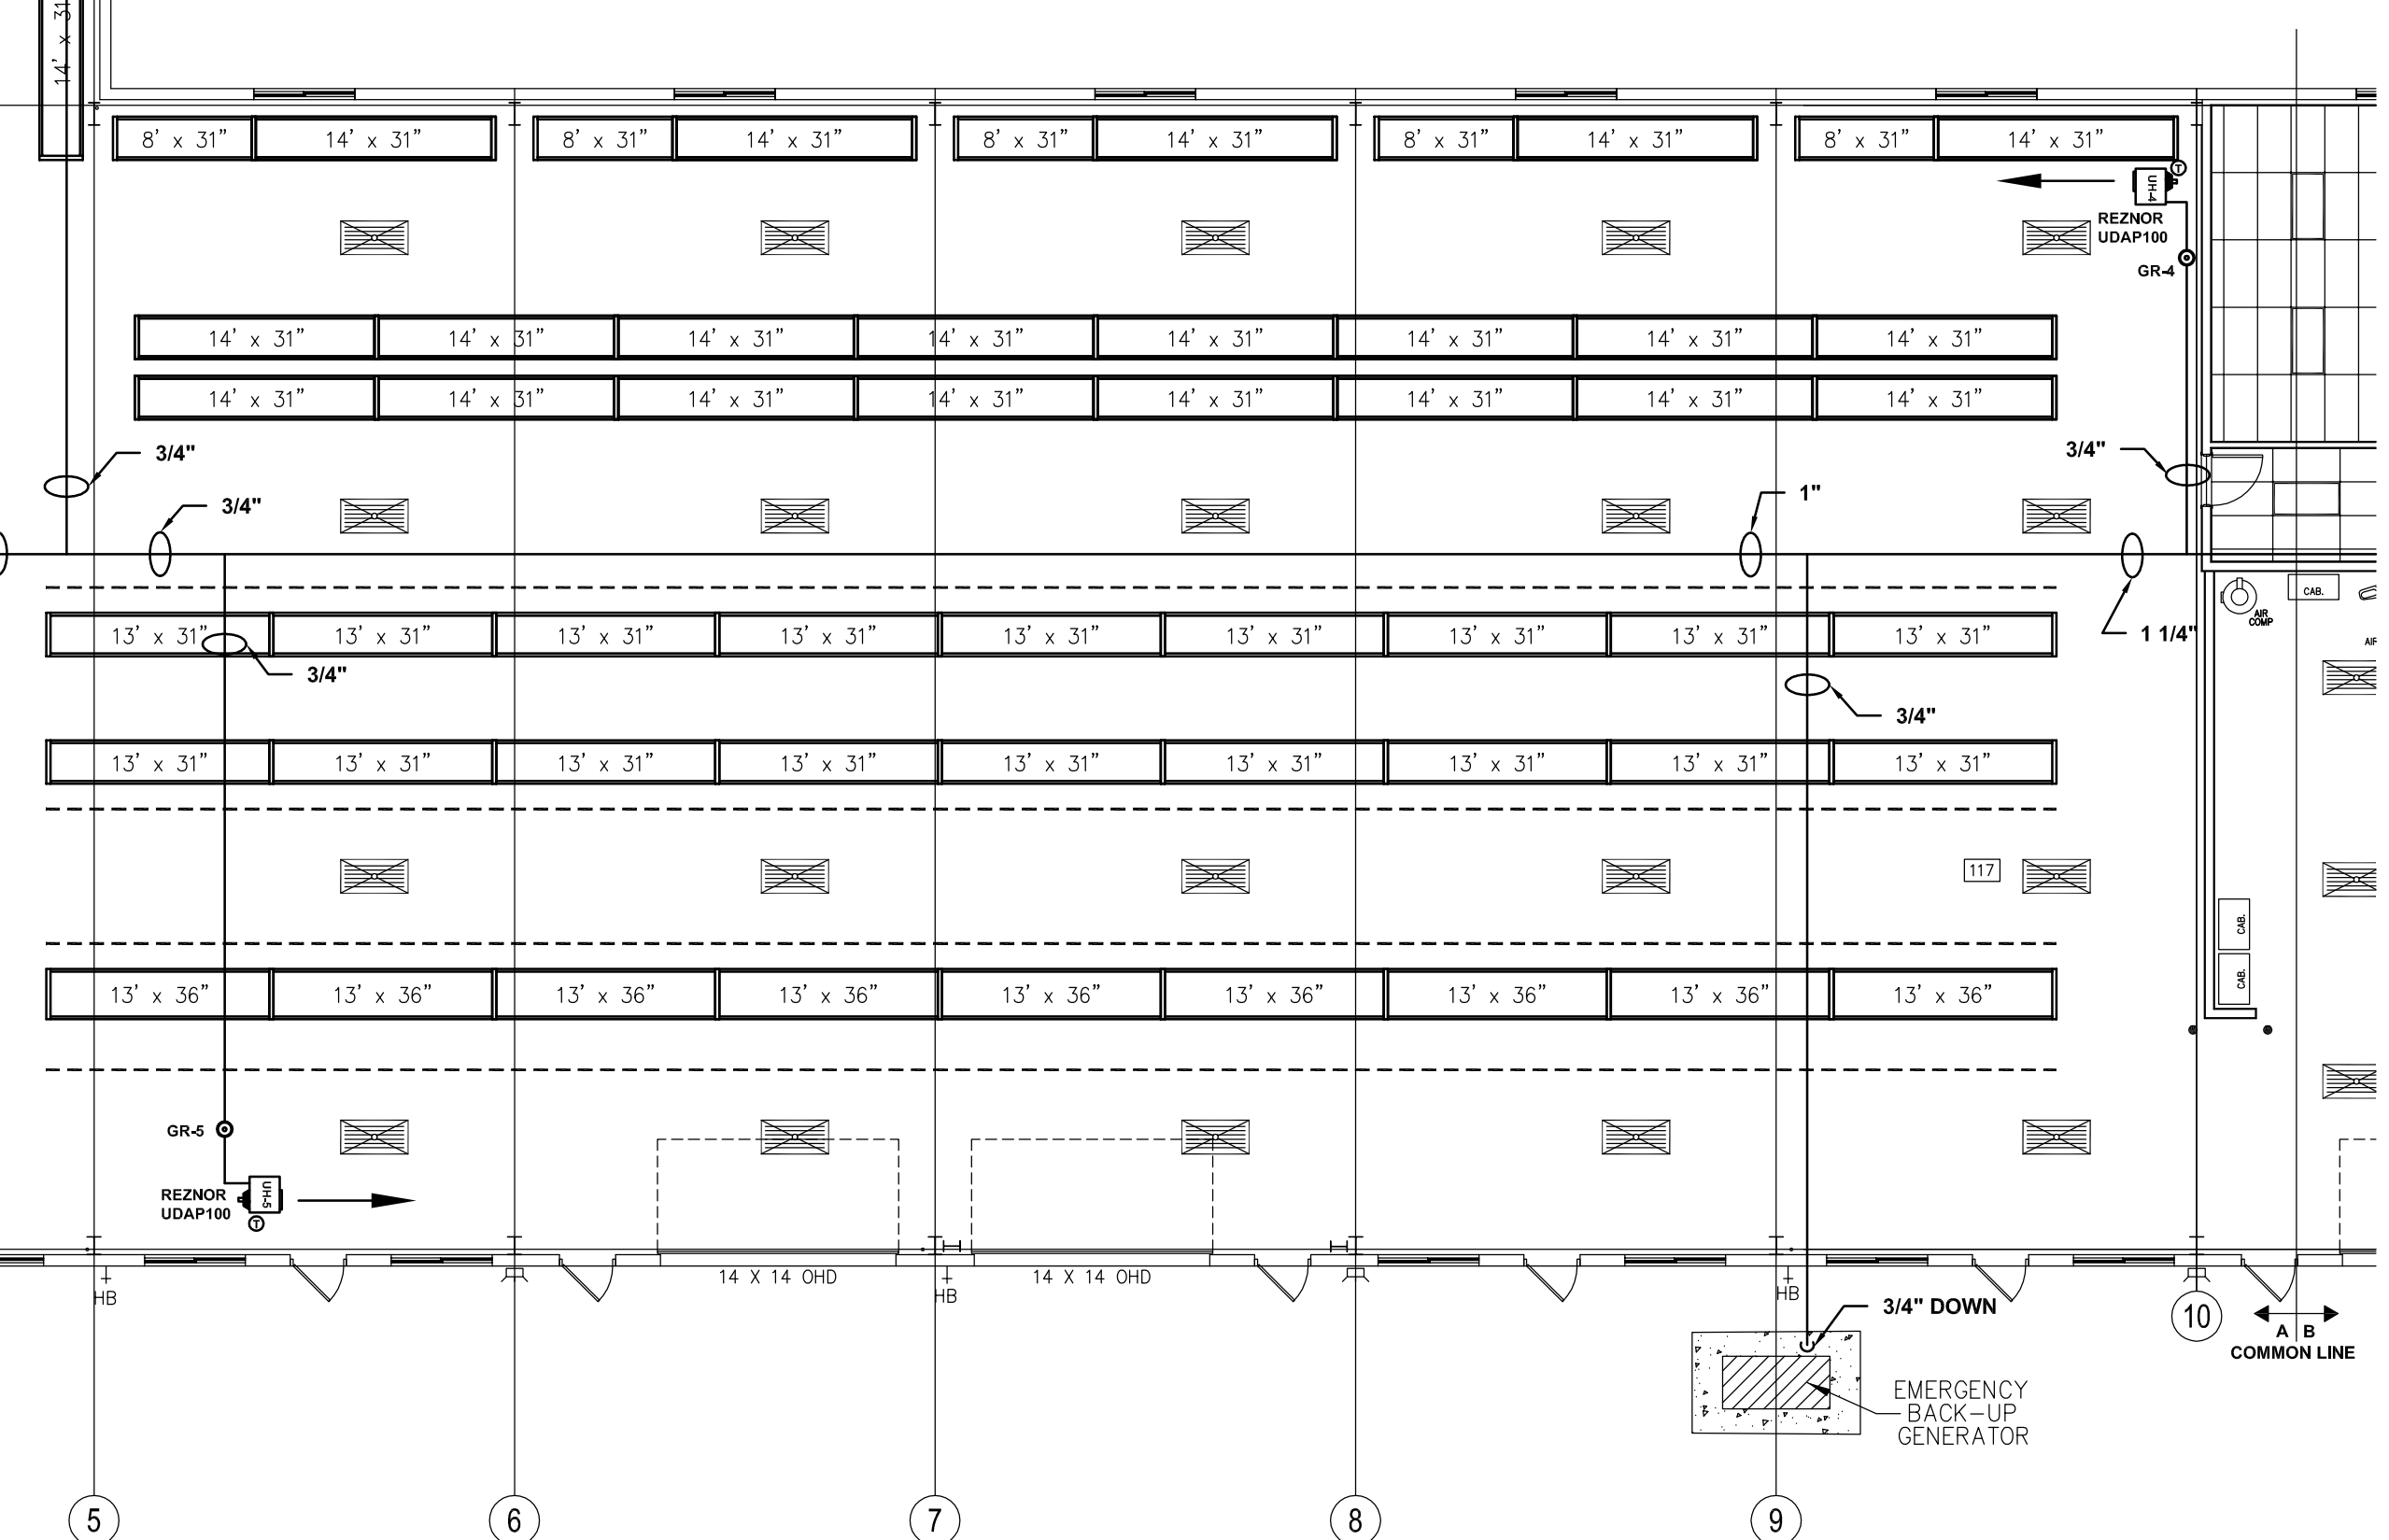 14' x 31"
8' x 31" 14' x 31" 8' x 31" 14' x 31" 8' x 31" 14' x 31" 8' x 31" 14' x 31" 8' x 31" 14' x 31"
T
UH-4
REZNOR
UDAP100
GR-4
14' x 31" 14' x 31" 14' x 31" 14' x 31" 14' x 31" 14' x 31" 14' x 31" 14' x 31"
14' x 31" 14' x 31" 14' x 31" 14' x 31" 14' x 31" 14' x 31" 14' x 31" 14' x 31"
3/4" 3/4"
3/4" 1"
CAB.
AIR
COMP
1 1/4"
AIR
13' x 31" 13' x 31" 13' x 31" 13' x 31" 13' x 31" 13' x 31" 13' x 31" 13' x 31" 13' x 31"
3/4"
3/4"
13' x 31" 13' x 31" 13' x 31" 13' x 31" 13' x 31" 13' x 31" 13' x 31" 13' x 31" 13' x 31"
117
CAB.
CAB.
13' x 36" 13' x 36" 13' x 36" 13' x 36" 13' x 36" 13' x 36" 13' x 36" 13' x 36" 13' x 36"
GR-5
REZNOR
UDAP100
UH-5
T
14 X 14 OHD 14 X 14 OHD
HB HB HB
3/4" DOWN
10
A B
COMMON LINE
EMERGENCY
BACK-UP
GENERATOR
5 6 7 8 9